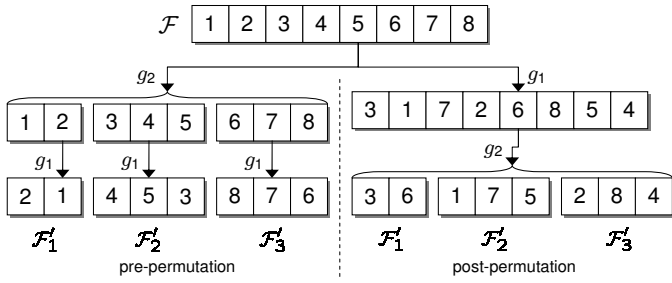 ℱ 1 2 3 4 5 6 7 8
g₂ g₁
1 2 3 4 5 6 7 8 3 1 7 2 6 8 5 4
g₁ g₁ g₁ g₂
2 1 4 5 3 8 7 6 3 6 1 7 5 2 8 4
ℱ′₁ ℱ′₂ ℱ′₃ ℱ′₁ ℱ′₂ ℱ′₃
pre-permutation post-permutation